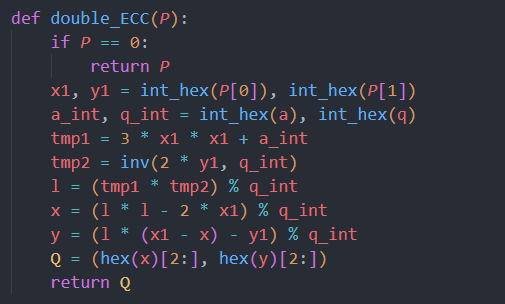 def double_ECC(P):
    if P == 0:
        return P
    x1, y1 = int_hex(P[0]), int_hex(P[1])
    a_int, q_int = int_hex(a), int_hex(q)
    tmp1 = 3 * x1 * x1 + a_int
    tmp2 = inv(2 * y1, q_int)
    l = (tmp1 * tmp2) % q_int
    x = (l * l - 2 * x1) % q_int
    y = (l * (x1 - x) - y1) % q_int
    Q = (hex(x)[2:], hex(y)[2:])
    return Q